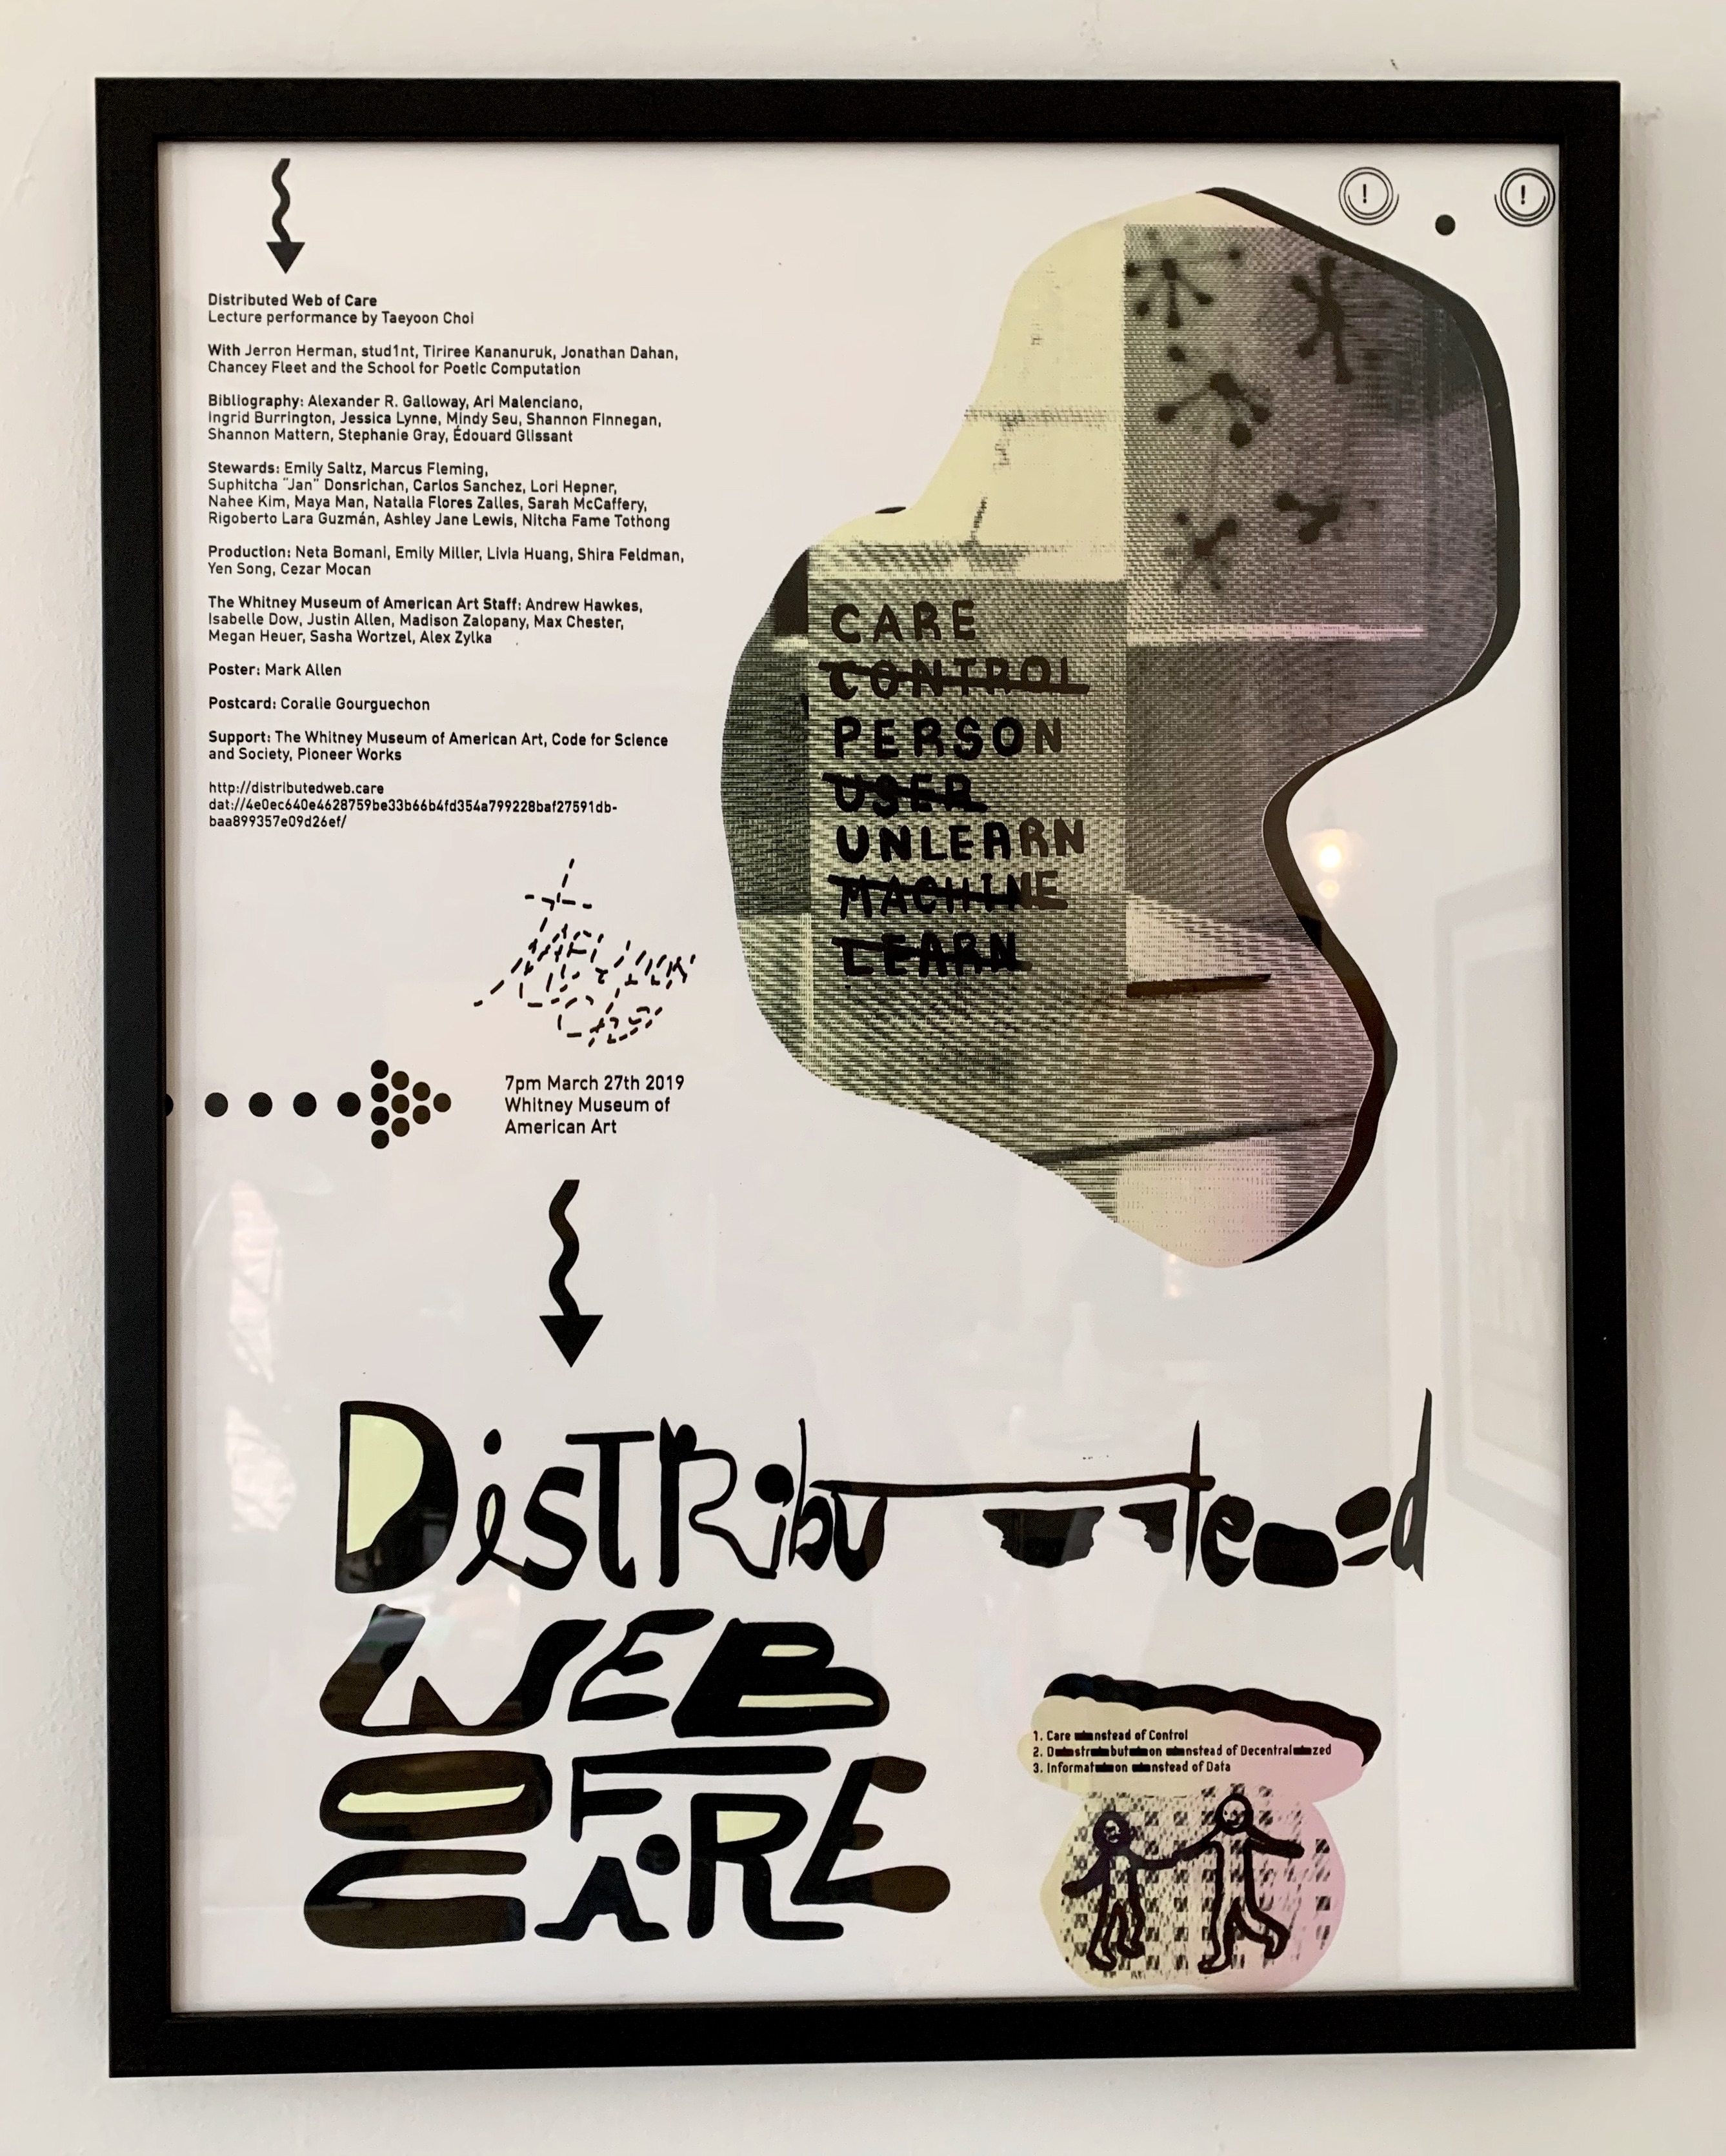 !
!
Distributed Web of Care
Lecture performance by Taeyoon Choi
With Jerron Herman, stud1nt, Tiriree Kananuruk, Jonathan Dahan,
Chancey Fleet and the School for Poetic Computation
Bibliography: Alexander R. Galloway, Ari Malenciano,
Ingrid Burrington, Jessica Lynne, Mindy Seu, Shannon Finnegan,
Shannon Mattern, Stephanie Gray, Édouard Glissant
Stewards: Emily Saltz, Marcus Fleming,
Suphitcha "Jan" Donsrichan, Carlos Sanchez, Lori Hepner,
Nahee Kim, Maya Man, Natalia Flores Zalles, Sarah McCaffery,
Rigoberto Lara Guzmán, Ashley Jane Lewis, Nitcha Fame Tothong
Production: Neta Bomani, Emily Miller, Livia Huang, Shira Feldman,
Yen Song, Cezar Mocan
The Whitney Museum of American Art Staff: Andrew Hawkes,
Isabelle Dow, Justin Allen, Madison Zalopany, Max Chester,
Megan Heuer, Sasha Wortzel, Alex Zylka
Poster: Mark Allen
Postcard: Coralie Gourguechon
Support: The Whitney Museum of American Art, Code for Science
and Society, Pioneer Works
http://distributedweb.care
dat://4e0ec640e4628759be33b66b4fd354a799228baf27591db-
baa899357e09d26ef/
CARE
CONTROL
PERSON
USER
UNLEARN
MACHINE
LEARN
7pm March 27th 2019
Whitney Museum of
American Art
DisTRibuted
WEB
OF
CARE
1. Care instead of Control
2. Distribution instead of Decentralized
3. Information instead of Data